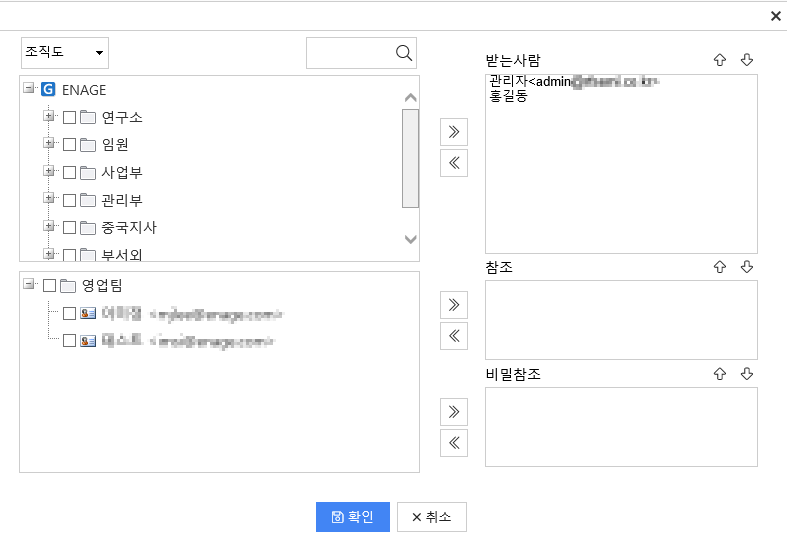 조직도
ENAGE
연구소
임원
사업부
관리부
중국지사
부서외
영업팀
받는사람
관리자<admin
홍길동
참조
비밀참조
확인
취소